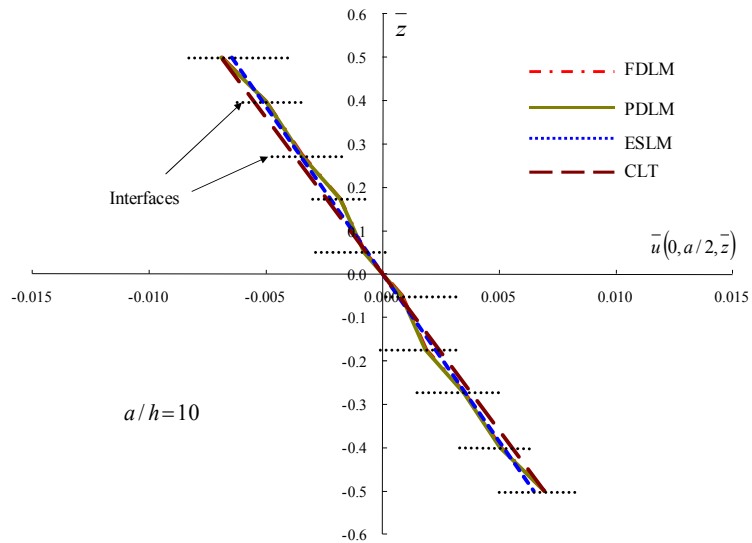 0.6
z̅
0.5
FDLM
0.4
PDLM
0.3
ESLM
CLT
0.2
Interfaces
0.1
u̅(0, a/2, z̅)
0.0
-0.015 -0.010 -0.005 0.000 0.005 0.010 0.015
-0.1
-0.2
-0.3
a/h=10
-0.4
-0.5
-0.6